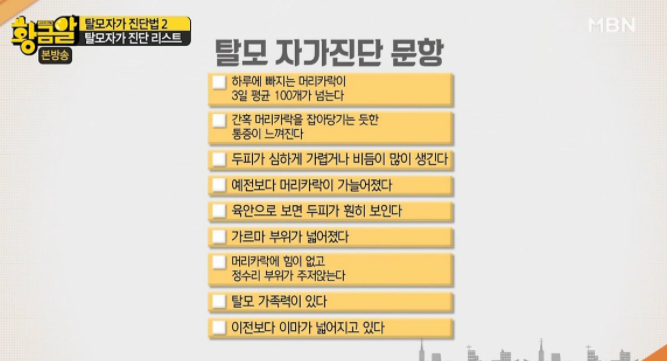 황금알
본방송
탈모자가 진단법 2
탈모자가 진단 리스트
MBN
탈모 자가진단 문항
하루에 빠지는 머리카락이
3일 평균 100개가 넘는다
간혹 머리카락을 잡아당기는 듯한
통증이 느껴진다
두피가 심하게 가렵거나 비듬이 많이 생긴다
예전보다 머리카락이 가늘어졌다
육안으로 보면 두피가 훤히 보인다
가르마 부위가 넓어졌다
머리카락에 힘이 없고
정수리 부위가 주저앉는다
탈모 가족력이 있다
이전보다 이마가 넓어지고 있다